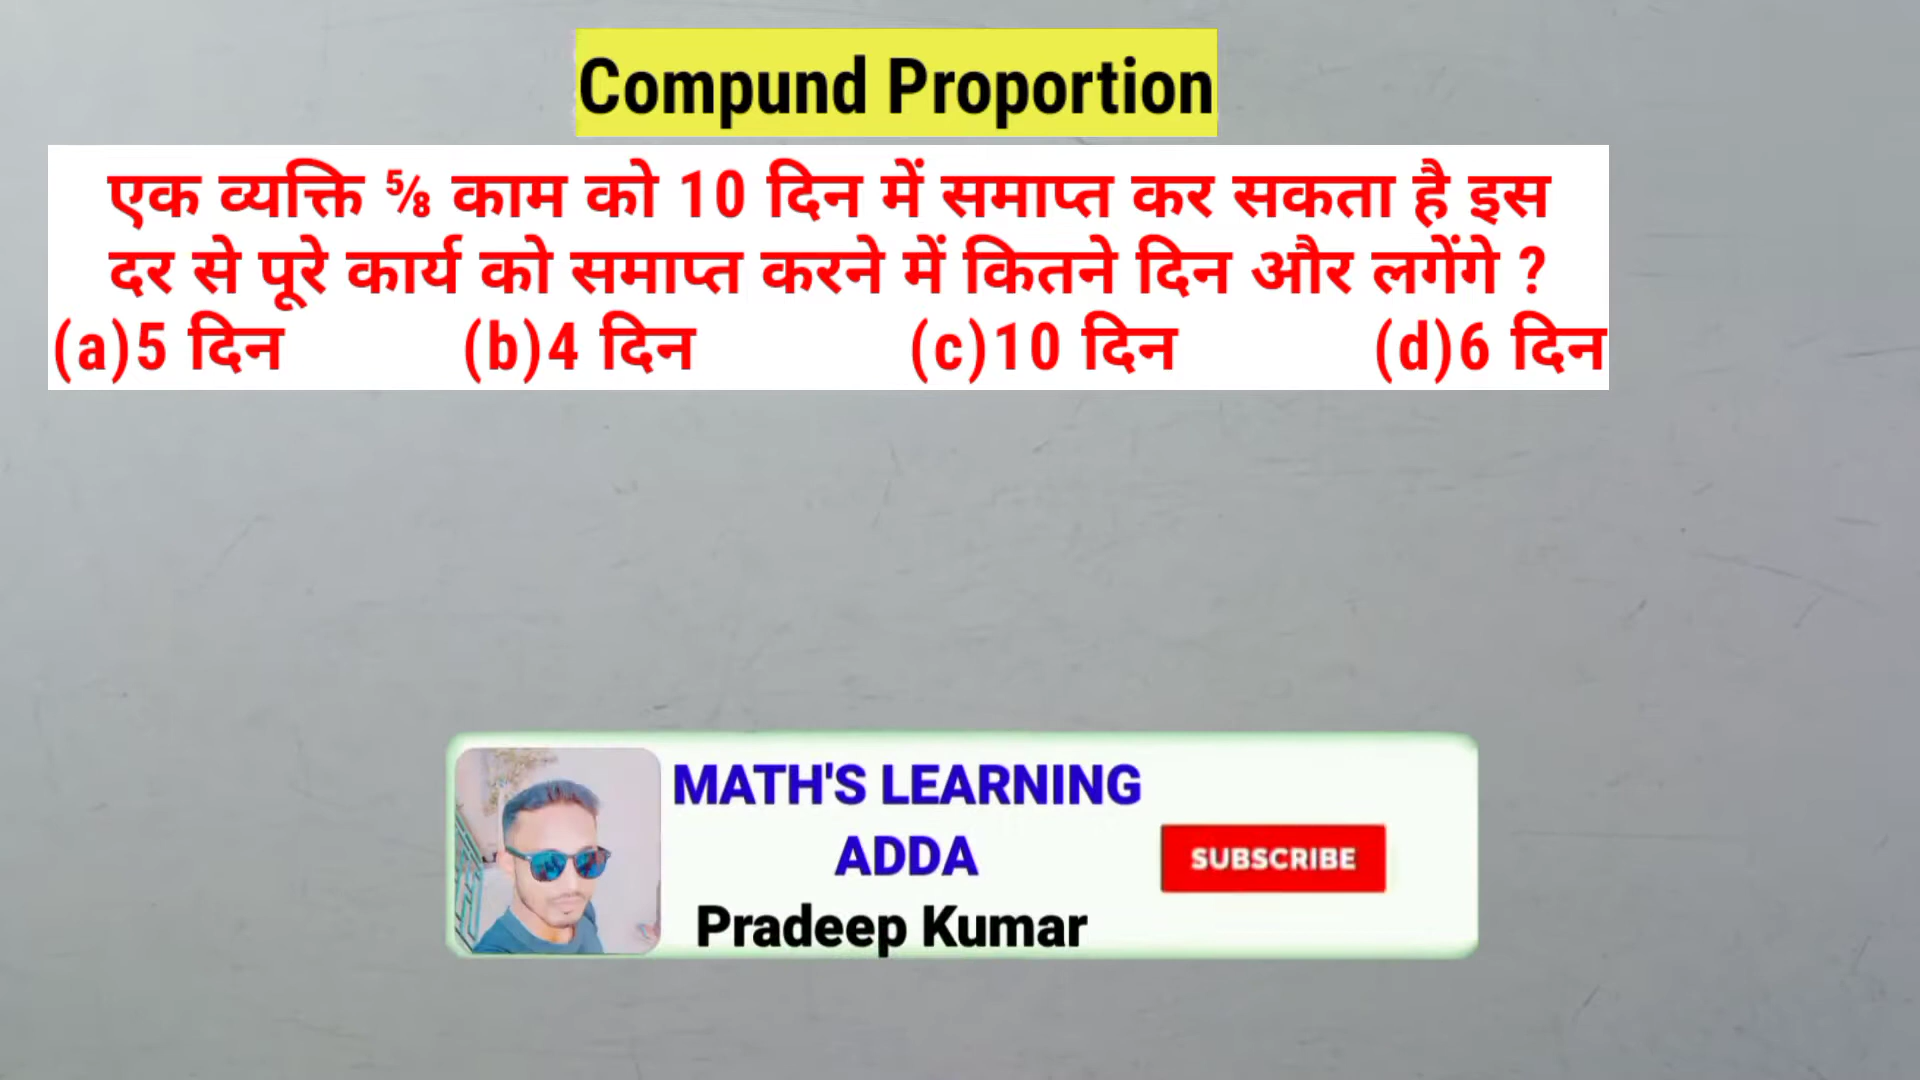 Compund Proportion
एक व्यक्ति ⅝ काम को 10 दिन में समाप्त कर सकता है इस
दर से पूरे कार्य को समाप्त करने में कितने दिन और लगेंगे ?
(a)5 दिन (b)4 दिन (c)10 दिन (d)6 दिन
MATH'S LEARNING
ADDA
SUBSCRIBE
Pradeep Kumar